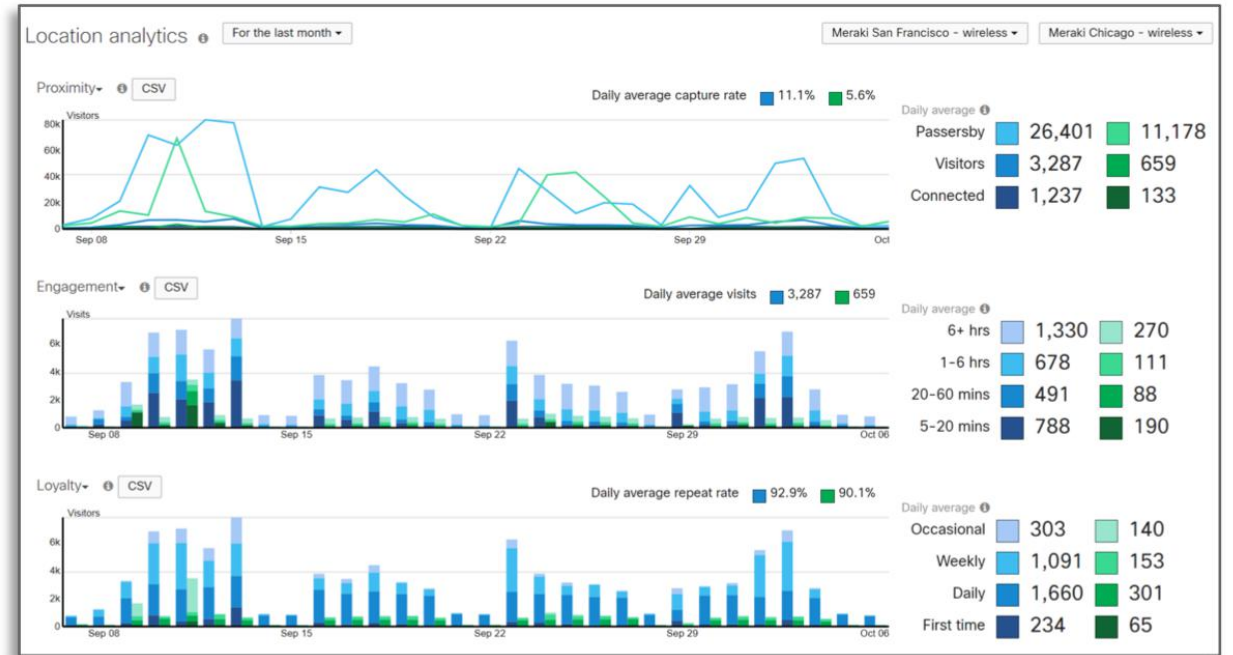 Location analytics For the last month Meraki San Francisco - wireless Meraki Chicago - wireless
Proximity CSV
Daily average capture rate 11.1% 5.6%
Visitors
80k
60k
40k
20k
0
Sep 08 Sep 15 Sep 22 Sep 29 Oct
Daily average
Passersby 26,401 11,178
Visitors 3,287 659
Connected 1,237 133
Engagement CSV
Daily average visits 3,287 659
Visits
6k
4k
2k
0
Sep 08 Sep 15 Sep 22 Sep 29 Oct 06
Daily average
6+ hrs 1,330 270
1-6 hrs 678 111
20-60 mins 491 88
5-20 mins 788 190
Loyalty CSV
Daily average repeat rate 92.9% 90.1%
Visitors
6k
4k
2k
0
Sep 08 Sep 15 Sep 22 Sep 29 Oct 06
Daily average
Occasional 303 140
Weekly 1,091 153
Daily 1,660 301
First time 234 65